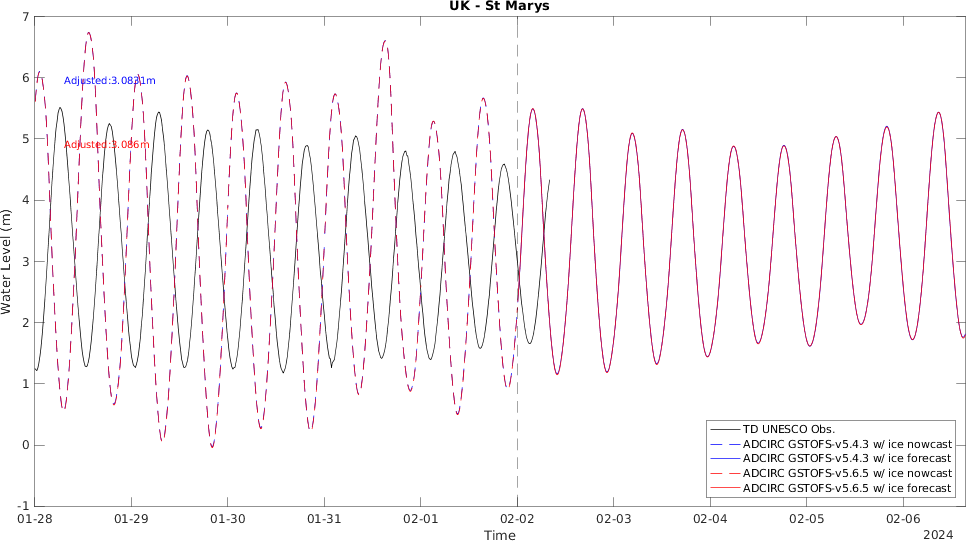 UK - St Marys
7
6
5
4
3
2
1
0
-1
Water Level (m)
Adjusted:3.0831m
Adjusted:3.086m
TD UNESCO Obs.
ADCIRC GSTOFS-v5.4.3 w/ ice nowcast
ADCIRC GSTOFS-v5.4.3 w/ ice forecast
ADCIRC GSTOFS-v5.6.5 w/ ice nowcast
ADCIRC GSTOFS-v5.6.5 w/ ice forecast
01-28 01-29 01-30 01-31 02-01 02-02 02-03 02-04 02-05 02-06
Time
2024